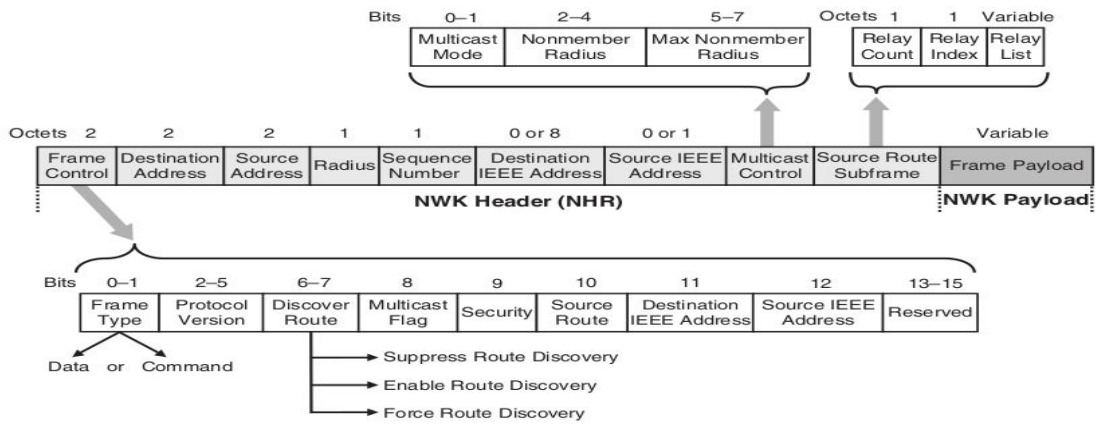 Bits 0–1 2–4 5–7 Octets 1 1 Variable
Multicast Nonmember Max Nonmember Relay Relay Relay
Mode Radius Radius Count Index List
Octets 2 2 2 1 1 0 or 8 0 or 1 Variable
Frame Destination Source Radius Sequence Destination Source IEEE Multicast Source Route Frame Payload
Control Address Address Number IEEE Address Address Control Subframe
NWK Header (NHR) NWK Payload
Bits 0–1 2–5 6–7 8 9 10 11 12 13–15
Frame Protocol Discover Multicast Security Source Destination Source IEEE Reserved
Type Version Route Flag Route IEEE Address Address
Suppress Route Discovery
Data or Command
Enable Route Discovery
Force Route Discovery